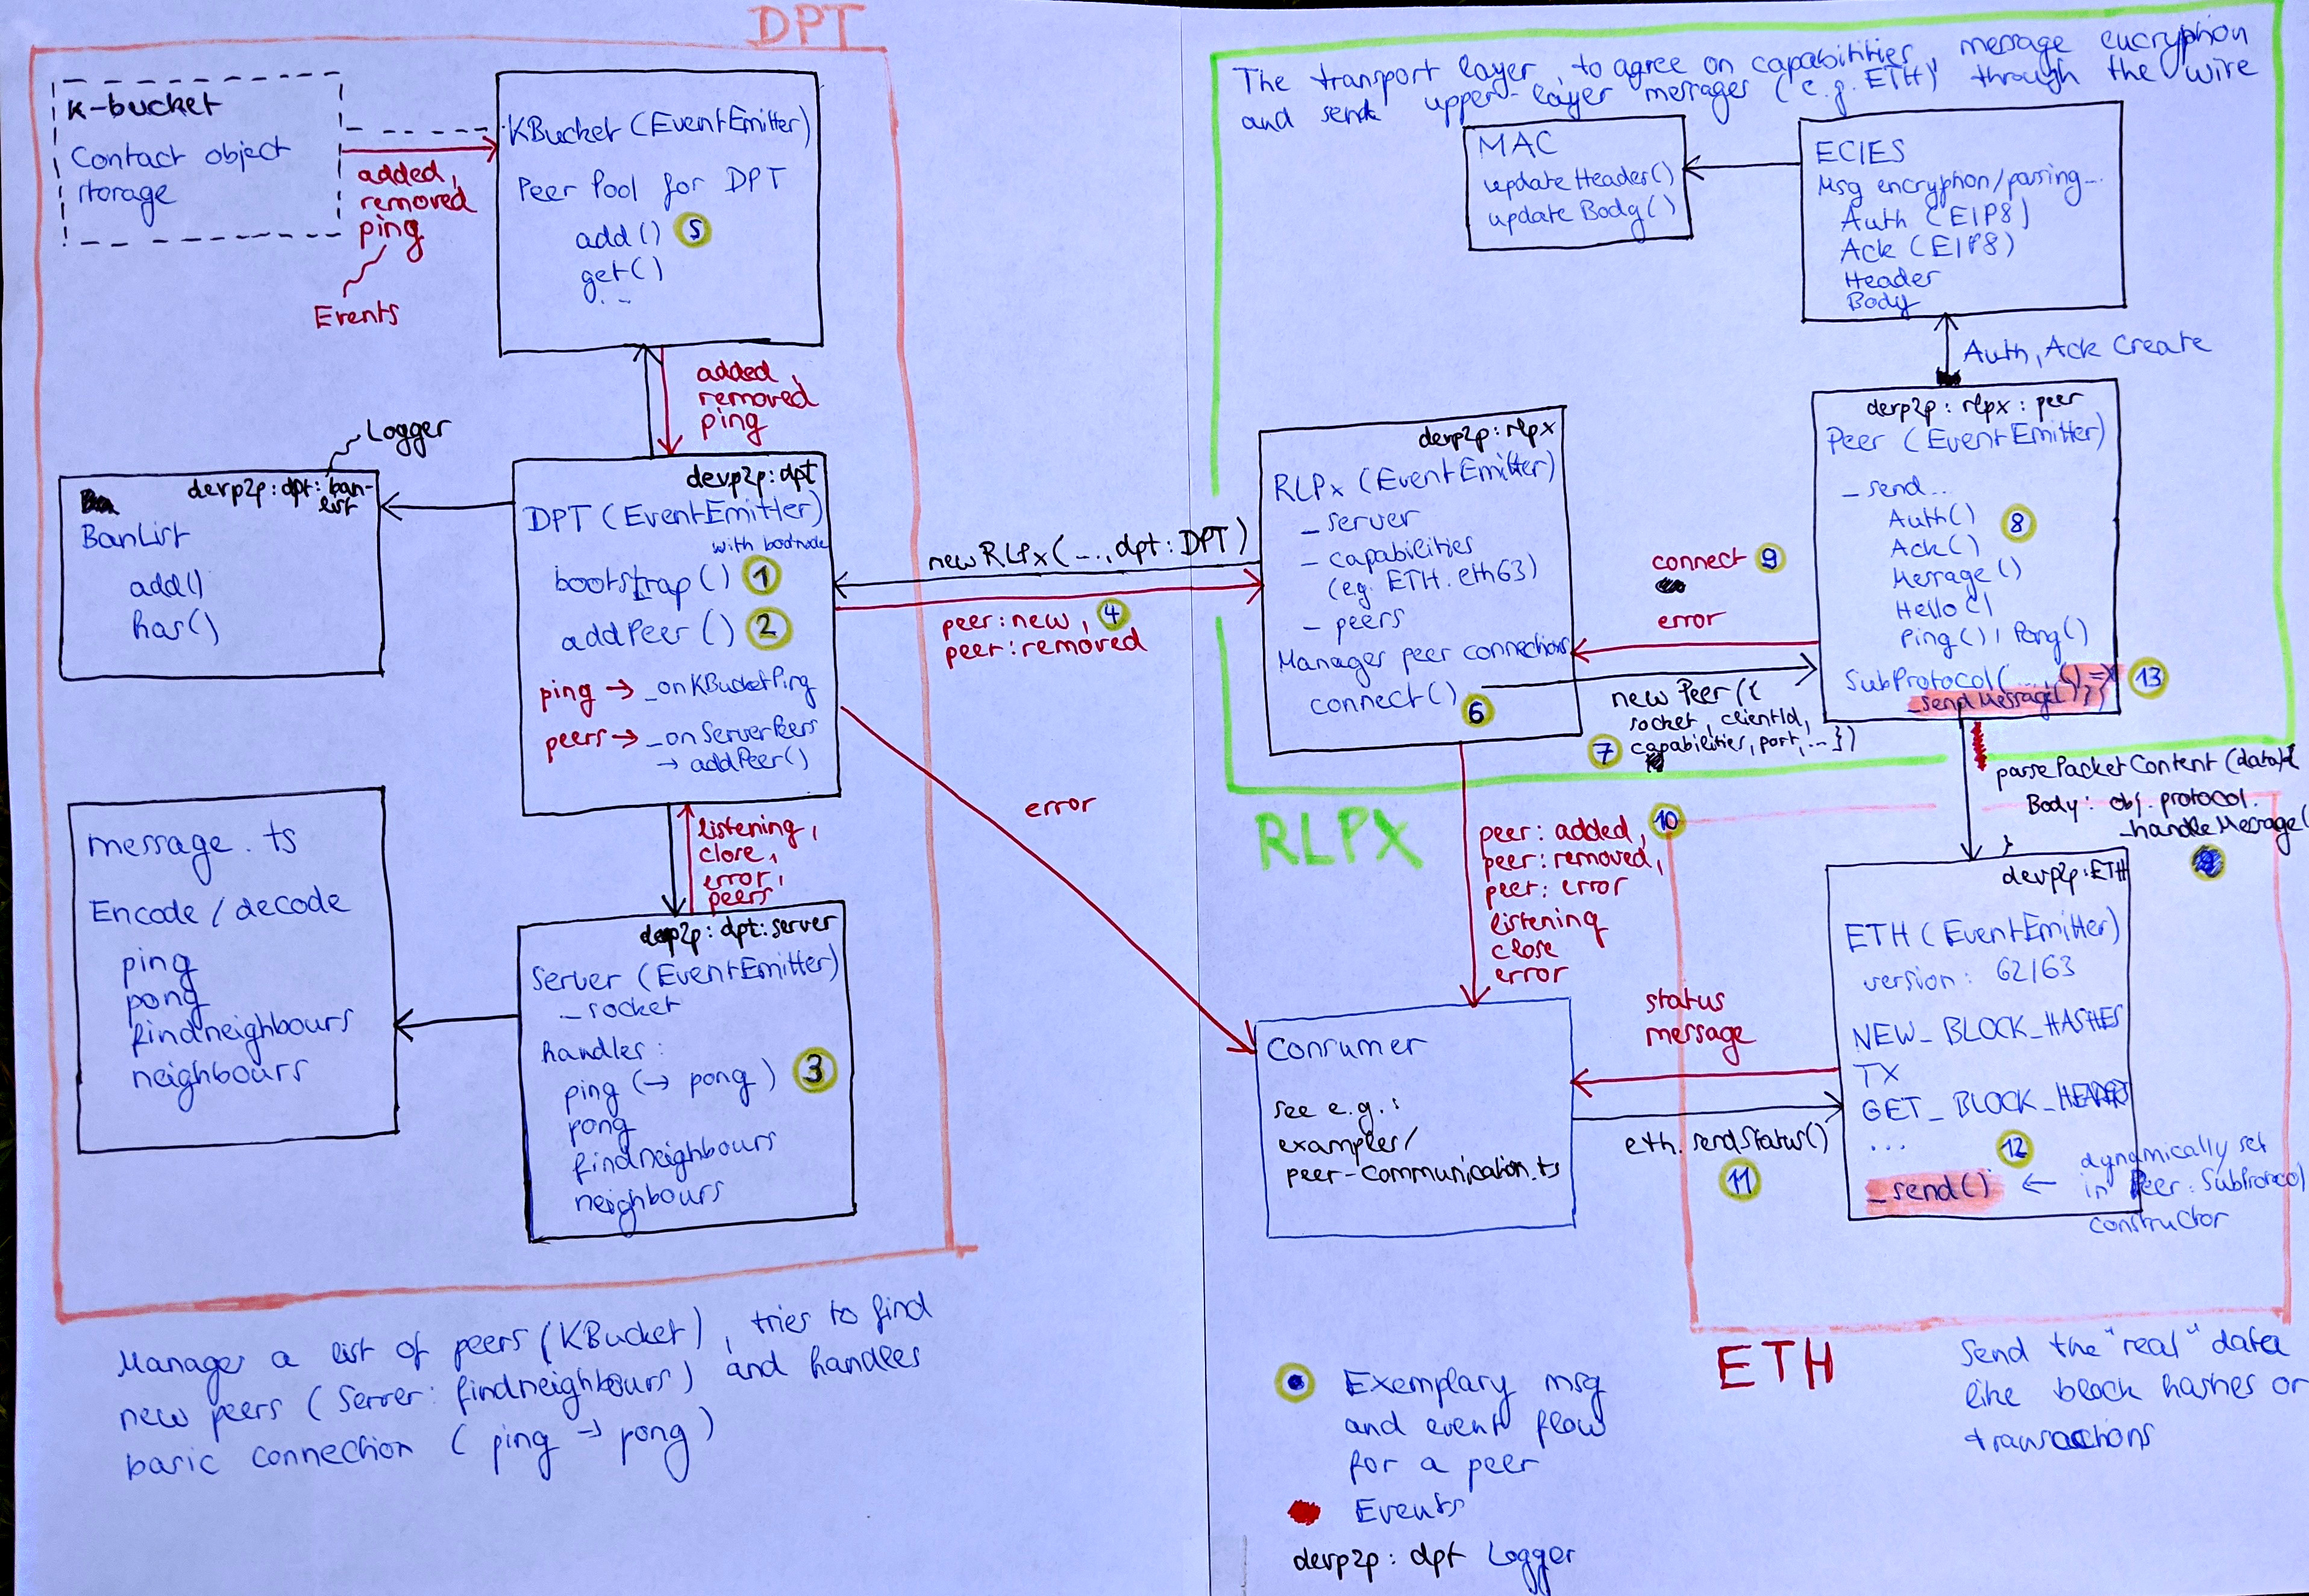 DPT
k-bucket
Contact object
storage
added,
removed
ping
Events
KBucket (EventEmitter)
Peer Pool for DPT
add() 5
get()
...
added,
removed
ping
Logger
devp2p:dpt:ban-
list
BanList
add()
has()
devp2p:dpt
DPT (EventEmitter)
with bootnode
bootstrap() 1
addPeer() 2
ping → _onKBucketPing
peers → _onServerPeers
→ addPeer()
listening,
close,
error,
peers
message.ts
Encode / decode
ping
pong
findneighbours
neighbours
devp2p:dpt:server
Server (EventEmitter)
_socket
handles:
ping (→ pong) 3
pong
findneighbours
neighbours
Manages a list of peers (KBucket), tries to find
new peers (Server: findneighbours) and handles
basic connection (ping → pong)
new RLPx(..., dpt: DPT)
peer:new, 4
peer:removed
error
The transport layer, to agree on capabilities, message encryption
and send upper-layer messages (e.g. ETH) through the wire
MAC
updateHeader()
updateBody()
ECIES
Msg encryption/parsing...
Auth (EIP8)
Ack (EIP8)
Header
Body
Auth, Ack Create
devp2p:rlpx
RLPx (EventEmitter)
_server
- capabilities
(eg. ETH.eth63)
- peers
Manages peer connections
connect() 6
connect 9
error
new Peer({
socket, clientId,
7 capabilities, port, ...})
devp2p:rlpx:peer
Peer (EventEmitter)
_send...
Auth() 8
Ack()
Message()
Hello()
Ping(), Pong()
SubProtocol(..., () => 13
_sendMessage()})
parsePacketContent(data){
Body: obj.protocol.
_handleMessage(
}
RLPX
peer:added, 10
peer:removed,
peer:error
listening
close
error
Consumer
see e.g.:
examples/
peer-communication.ts
status
message
eth.sendStatus()
11
devp2p:ETH
ETH (EventEmitter)
version: 62/63
NEW_BLOCK_HASHES
TX
GET_BLOCK_HEADERS
...
12
_send() ← dynamically set
in Peer:SubProtocol
constructor
ETH
Send the "real" data
like block hashes or
transactions
Exemplary msg
and event flow
for a peer
Events
devp2p:dpt Logger